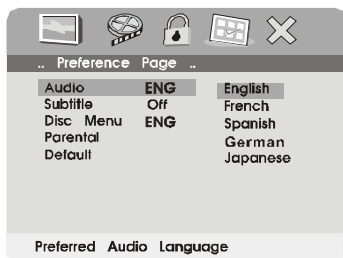 .. Preference Page ..
Audio ENG English
Subtitle Off French
Disc Menu ENG Spanish
Parental German
Default Japanese
Preferred Audio Language